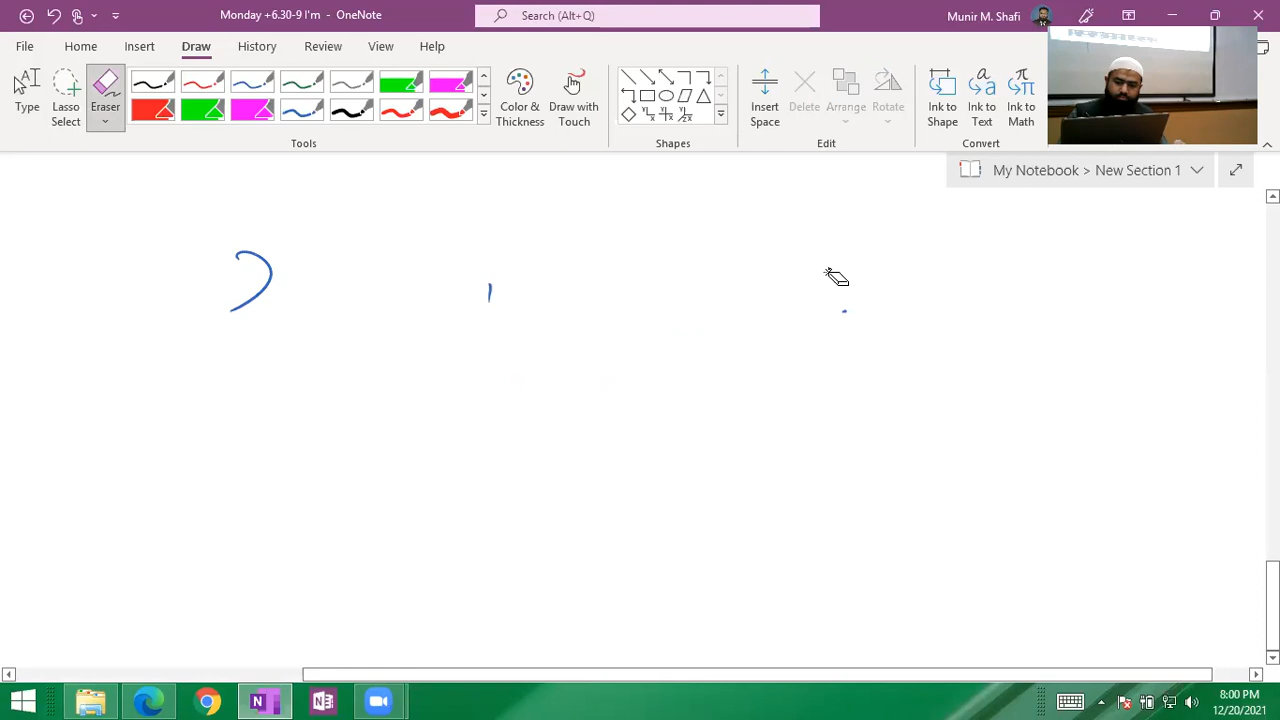 Monday +6.30-9 I'm - OneNote
Search (Alt+Q)
Munir M. Shafi
File Home Insert Draw History Review View Help
Type
Lasso Select
Eraser
Color & Thickness
Draw with Touch
Insert Space
Delete
Arrange
Rotate
Ink to Shape
Ink to Text
Ink to Math
Tools
Shapes
Edit
Convert
My Notebook > New Section 1
8:00 PM
12/20/2021